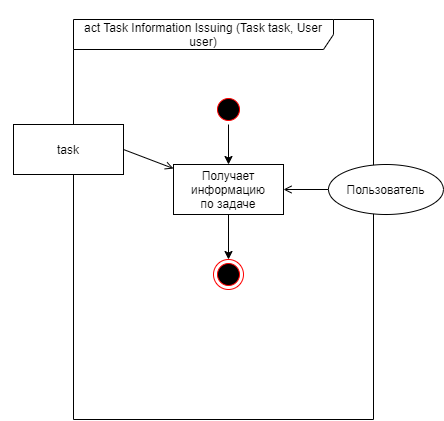 act Task Information Issuing (Task task, User
user)
task
Получает
информацию
по задаче
Пользователь